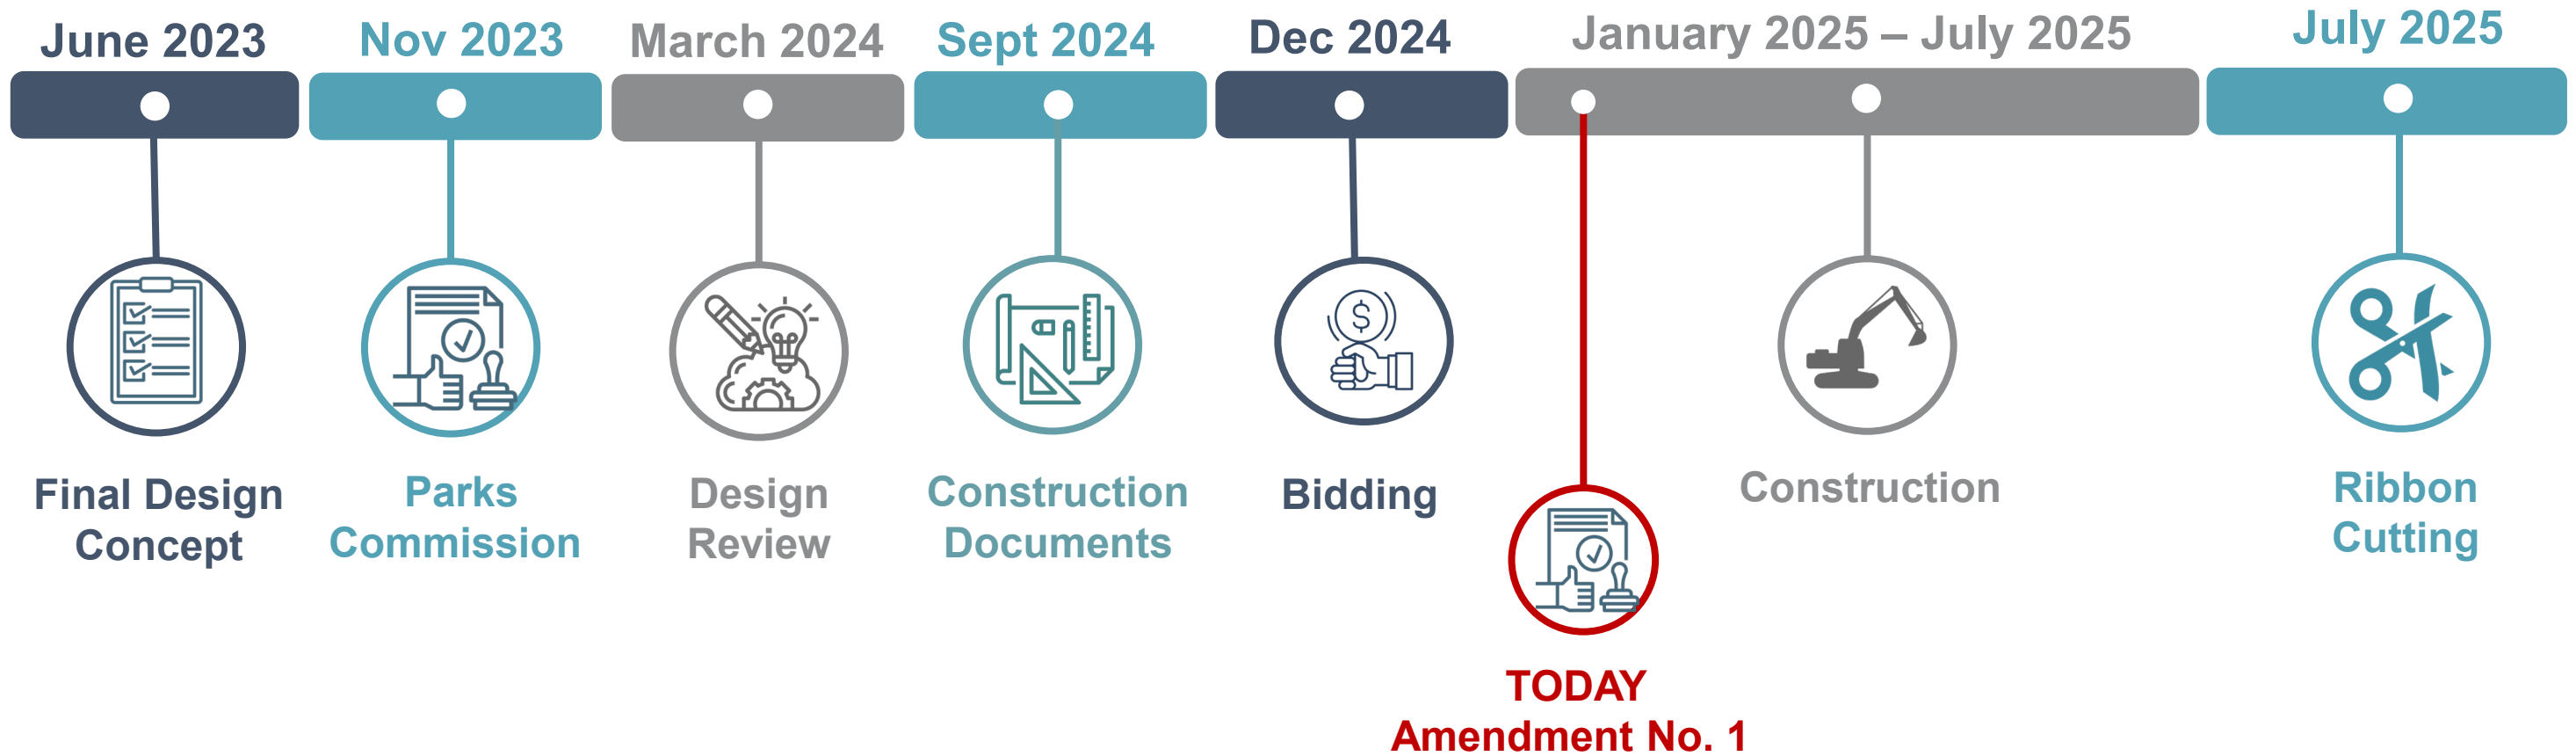 June 2023
Nov 2023
March 2024
Sept 2024
Dec 2024
January 2025 – July 2025
July 2025
$
Final Design
Concept
Parks
Commission
Design
Review
Construction
Documents
Bidding
TODAY
Amendment No. 1
Construction
Ribbon
Cutting